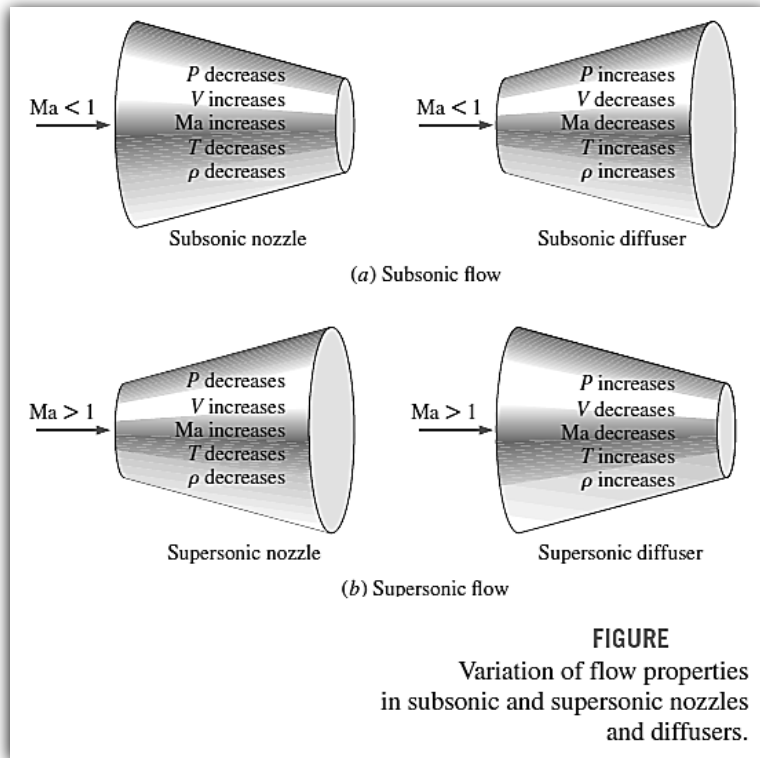 P decreases
V increases
Ma < 1
Ma increases
T decreases
ρ decreases
Subsonic nozzle
P increases
V decreases
Ma < 1
Ma decreases
T increases
ρ increases
Subsonic diffuser
(a) Subsonic flow
P decreases
V increases
Ma > 1
Ma increases
T decreases
ρ decreases
Supersonic nozzle
P increases
V decreases
Ma > 1
Ma decreases
T increases
ρ increases
Supersonic diffuser
(b) Supersonic flow
FIGURE
Variation of flow properties
in subsonic and supersonic nozzles
and diffusers.